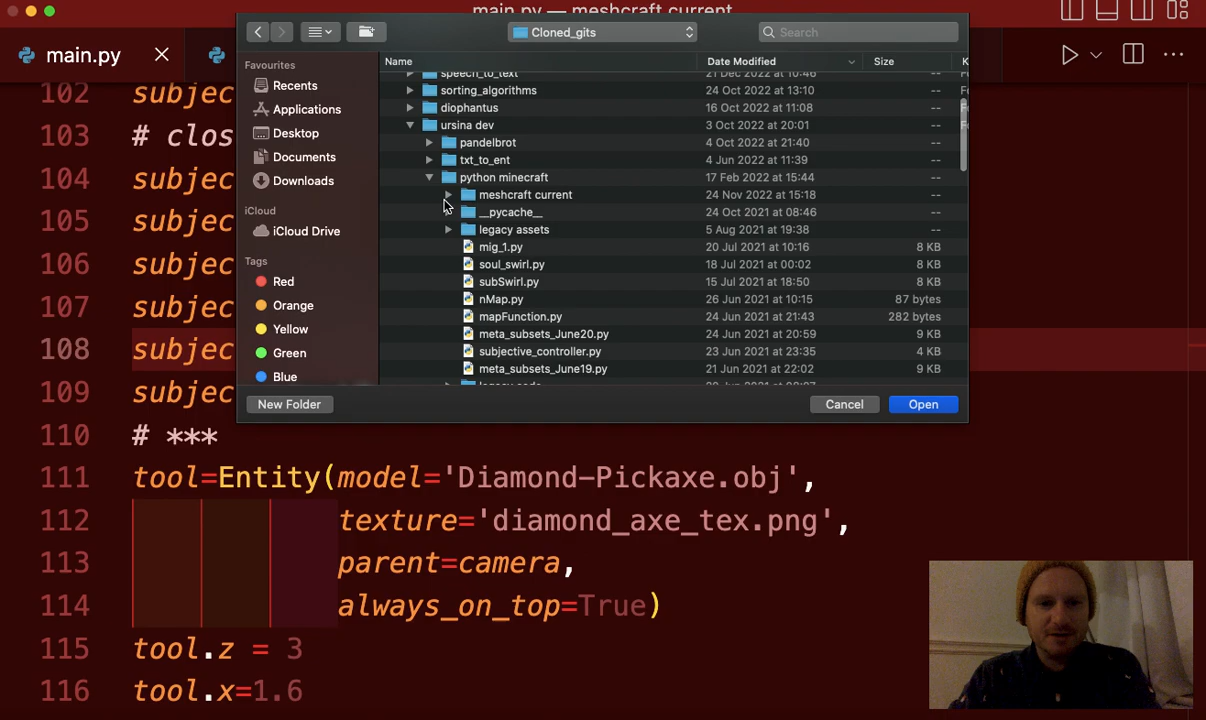 main.py — meshcraft current
main.py
Cloned_gits
Search
Favourites
Recents
Applications
Desktop
Documents
Downloads
iCloud
iCloud Drive
Tags
Red
Orange
Yellow
Green
Blue
Name Date Modified Size K
speech_to_text 21 Dec 2022 at 10:46 --
sorting_algorithms 24 Oct 2022 at 13:10 --
diophantus 16 Oct 2022 at 11:08 --
ursina dev 3 Oct 2022 at 20:01 --
pandelbrot 4 Oct 2022 at 21:40 --
txt_to_ent 4 Jun 2022 at 11:39 --
python minecraft 17 Feb 2022 at 15:44 --
meshcraft current 24 Nov 2022 at 15:18 --
__pycache__ 24 Oct 2021 at 08:46 --
legacy assets 5 Aug 2021 at 19:38 --
mig_1.py 20 Jul 2021 at 10:16 8 KB
soul_swirl.py 18 Jul 2021 at 00:02 8 KB
subSwirl.py 15 Jul 2021 at 18:50 8 KB
nMap.py 26 Jun 2021 at 10:15 87 bytes
mapFunction.py 24 Jun 2021 at 21:43 282 bytes
meta_subsets_June20.py 24 Jun 2021 at 20:59 9 KB
subjective_controller.py 23 Jun 2021 at 23:35 4 KB
meta_subsets_June19.py 21 Jun 2021 at 22:02 9 KB
New Folder Cancel Open
102 subjec
103 # clos
104 subjec
105 subjec
106 subjec
107 subjec
108 subjec
109 subjec
110 # ***
111 tool=Entity(model='Diamond-Pickaxe.obj',
112 texture='diamond_axe_tex.png',
113 parent=camera,
114 always_on_top=True)
115 tool.z = 3
116 tool.x=1.6